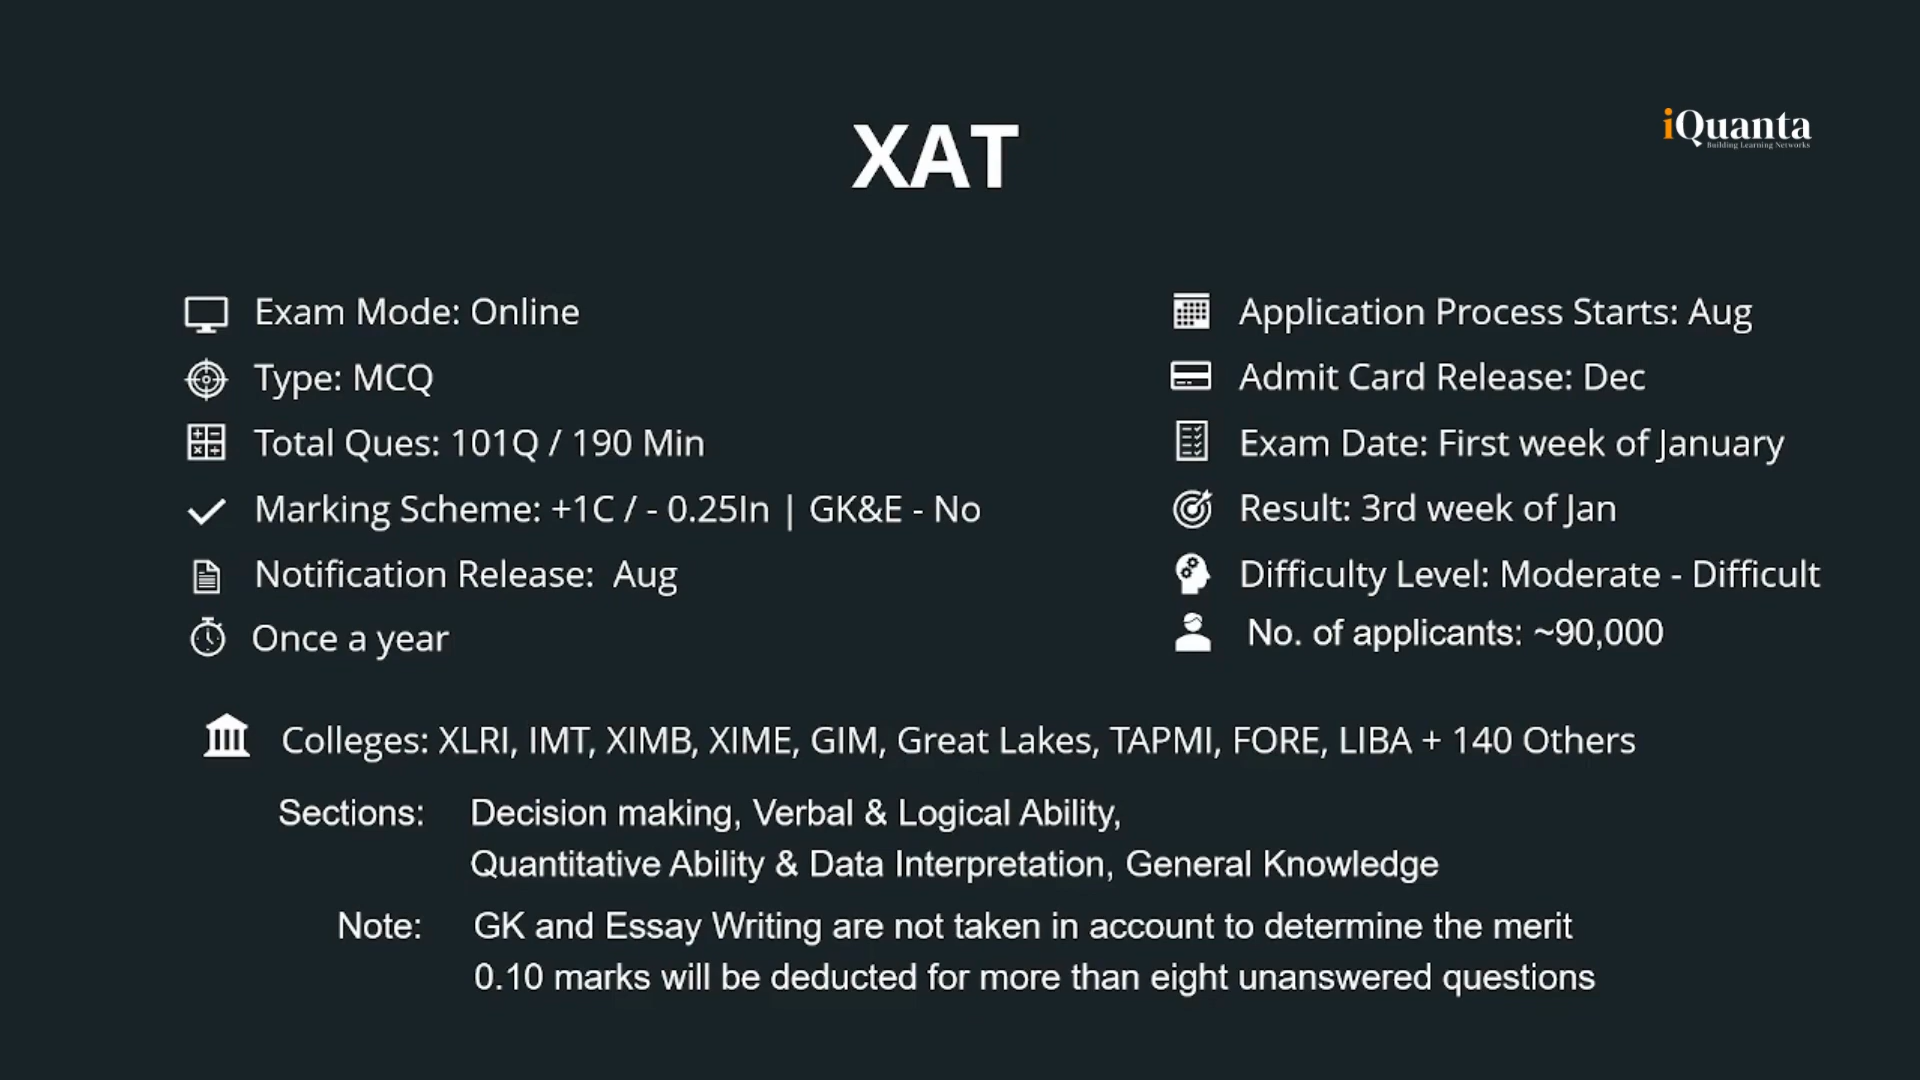 XAT
iQuanta
Building Learning Networks
Exam Mode: Online
Type: MCQ
Total Ques: 101Q / 190 Min
Marking Scheme: +1C / - 0.25In | GK&E - No
Notification Release:  Aug
Once a year
Application Process Starts: Aug
Admit Card Release: Dec
Exam Date: First week of January
Result: 3rd week of Jan
Difficulty Level: Moderate - Difficult
No. of applicants: ~90,000
Colleges: XLRI, IMT, XIMB, XIME, GIM, Great Lakes, TAPMI, FORE, LIBA + 140 Others
Sections: Decision making, Verbal & Logical Ability,
Quantitative Ability & Data Interpretation, General Knowledge
Note: GK and Essay Writing are not taken in account to determine the merit
0.10 marks will be deducted for more than eight unanswered questions